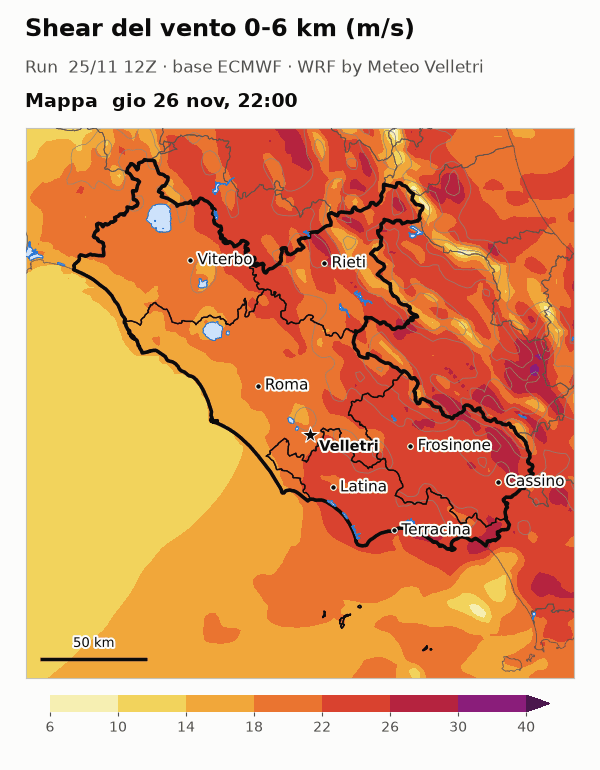 Shear del vento 0-6 km (m/s)
Run  25/11 12Z · base ECMWF · WRF by Meteo Velletri
Mappa  gio 26 nov, 22:00
Viterbo
Rieti
Roma
Velletri
Frosinone
Latina
Cassino
Terracina
50 km
6 10 14 18 22 26 30 40